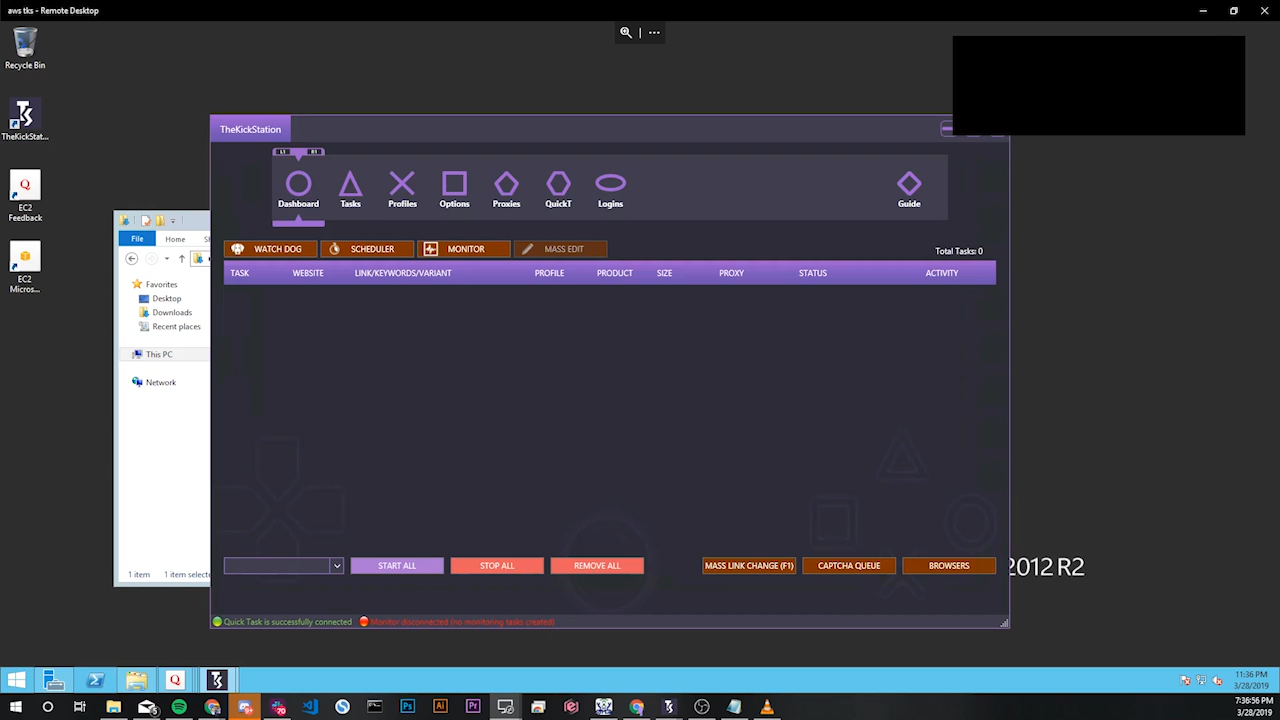 aws tks - Remote Desktop
Recycle Bin
TheKickStat...
EC2
Feedback
EC2
Micros...
TheKickStation
L1
R1
Dashboard
Tasks
Profiles
Options
Proxies
QuickT
Logins
Guide
WATCH DOG
SCHEDULER
MONITOR
MASS EDIT
Total Tasks: 0
TASK
WEBSITE
LINK/KEYWORDS/VARIANT
PROFILE
PRODUCT
SIZE
PROXY
STATUS
ACTIVITY
File
Home
Sh
Favorites
Desktop
Downloads
Recent places
This PC
Network
1 item
1 item selecte
START ALL
STOP ALL
REMOVE ALL
MASS LINK CHANGE (F1)
CAPTCHA QUEUE
BROWSERS
2012 R2
Quick Task is successfully connected
Monitor disconnected (no monitoring tasks created)
11:36 PM
3/28/2019
7:36:56 PM
3/28/2019